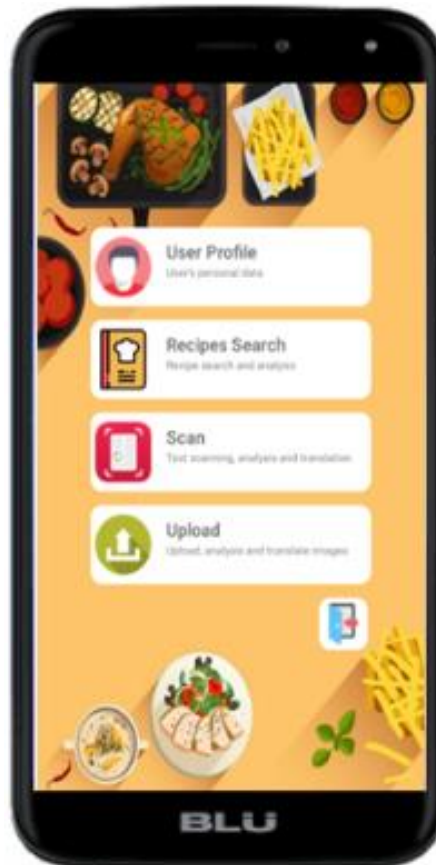 User Profile
User's personal data
Recipes Search
Recipe search and analysis
Scan
Text scanning, analysis and translation
Upload
Upload, analysis and translate images
BLU